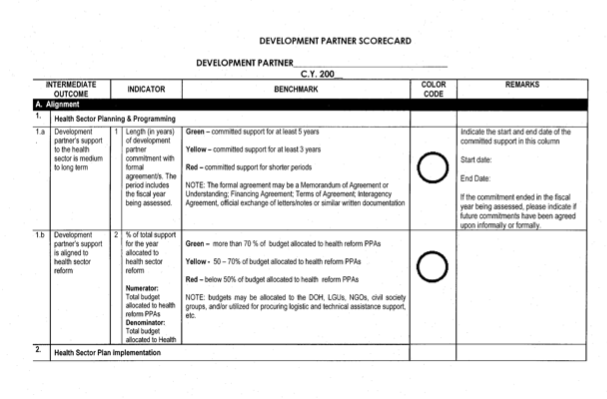 DEVELOPMENT PARTNER SCORECARD
DEVELOPMENT PARTNER_______________
C.Y. 200__
INTERMEDIATE OUTCOME
INDICATOR
BENCHMARK
COLOR CODE
REMARKS
A. Alignment
1.
Health Sector Planning & Programming
1.a
Development
partner's support
to the health
sector is medium
to long term
1
Length (in years)
of development
partner
commitment with
formal
agreement/s. The
period includes
the fiscal year
being assessed.
Green – committed support for at least 5 years
Yellow – committed support for at least 3 years
Red – committed support for shorter periods
NOTE: The formal agreement may be a Memorandum of Agreement or
Understanding; Financing Agreement; Terms of Agreement; Interagency
Agreement, official exchange of letters/notes or similar written documentation
Indicate the start and end date of the
committed support in this column
Start date:
End Date:
If the commitment ended in the fiscal
year being assessed, please indicate if
future commitments have been agreed
upon informally or formally.
1.b
Development
partner's support
is aligned to
health sector
reform
2
% of total support
for the year
allocated to
health sector
reform
Numerator:
Total budget
allocated to health
reform PPAs
Denominator:
Total budget
allocated to Health
Green – more than 70 % of budget allocated to health reform PPAs
Yellow - 50 – 70% of budget allocated to health reform PPAs
Red – below 50% of budget allocated to health reform PPAs
NOTE: budgets may be allocated to the DOH, LGUs, NGOs, civil society
groups, and/or utilized for procuring logistic and technical assistance support,
etc.
2.
Health Sector Plan Implementation